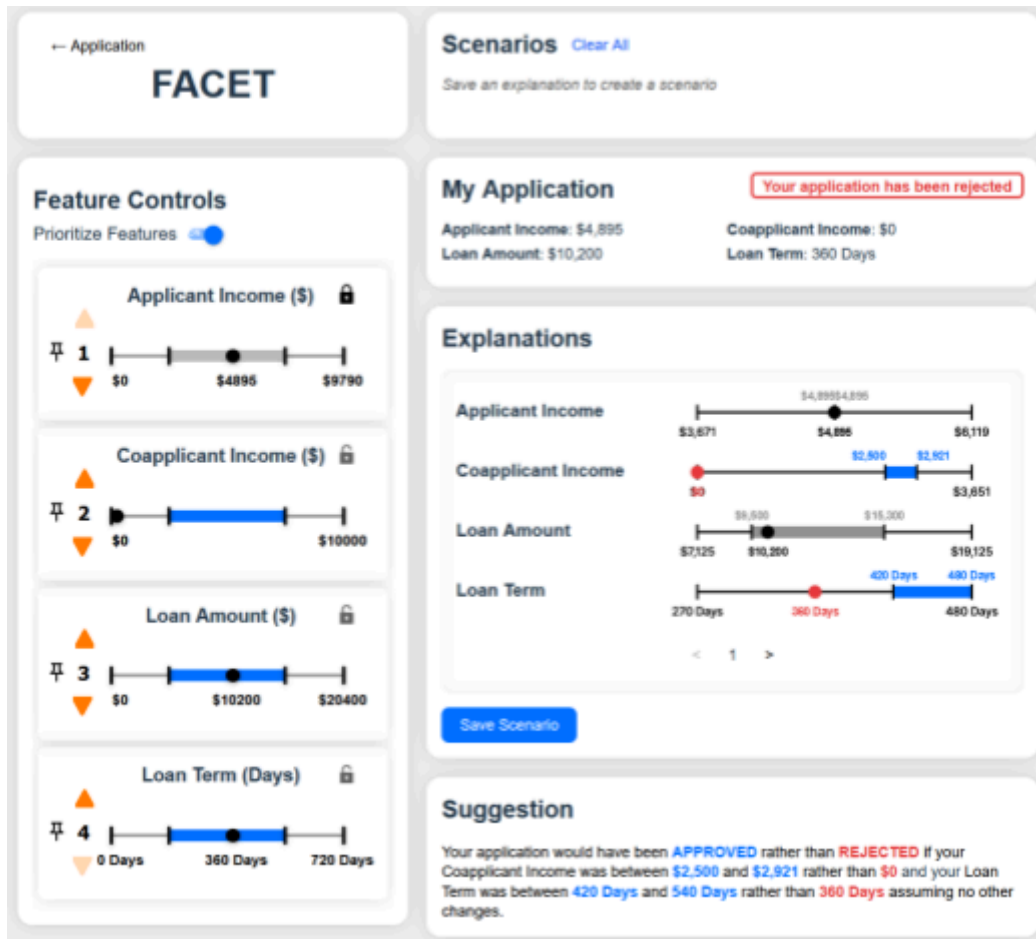 ← Application
FACET
Scenarios Clear All
Save an explanation to create a scenario
Feature Controls
Prioritize Features
Applicant Income ($)
1
$0 $4895 $9790
Coapplicant Income ($)
2
$0 $10000
Loan Amount ($)
3
$0 $10200 $20400
Loan Term (Days)
4
0 Days 360 Days 720 Days
My Application
Your application has been rejected
Applicant Income: $4,895 Coapplicant Income: $0
Loan Amount: $10,200 Loan Term: 360 Days
Explanations
$4,895$4,895
Applicant Income
$3,671 $4,895 $6,119
$2,500 $2,921
Coapplicant Income
$0 $3,651
$9,500 $15,300
Loan Amount
$7,125 $10,200 $19,125
420 Days 480 Days
Loan Term
270 Days 360 Days 480 Days
< 1 >
Save Scenario
Suggestion
Your application would have been APPROVED rather than REJECTED if your
Coapplicant Income was between $2,500 and $2,921 rather than $0 and your Loan
Term was between 420 Days and 540 Days rather than 360 Days assuming no other
changes.